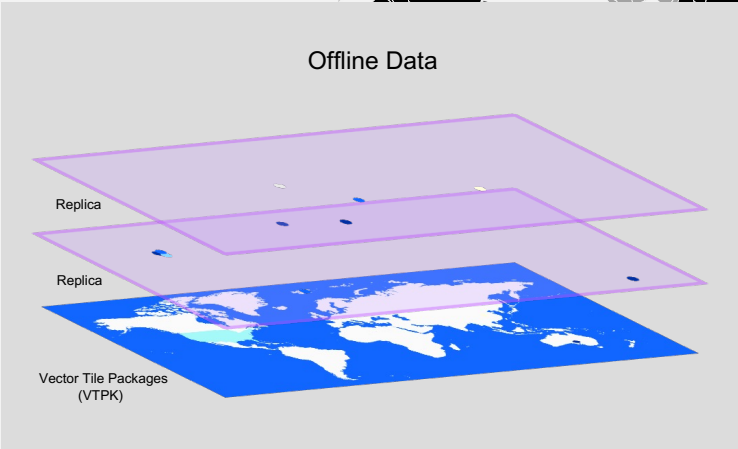 Offline Data
Replica
Replica
Vector Tile Packages
(VTPK)